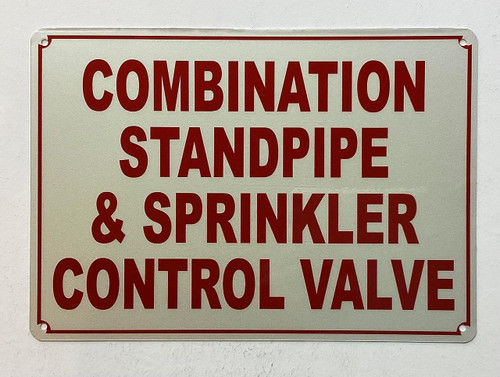 COMBINATION
STANDPIPE
& SPRINKLER
CONTROL VALVE